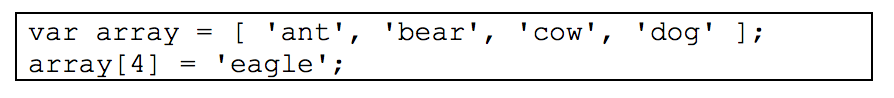 var array = [ 'ant', 'bear', 'cow', 'dog' ];
array[4] = 'eagle';